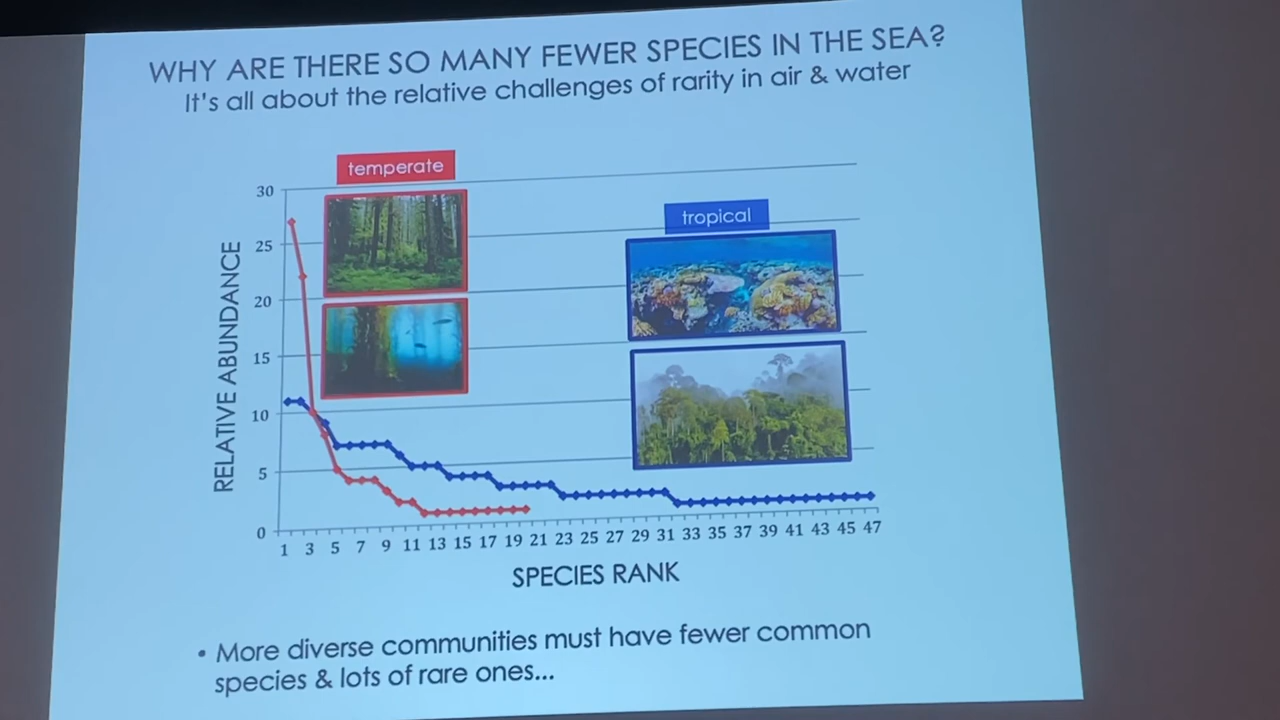 WHY ARE THERE SO MANY FEWER SPECIES IN THE SEA?
It's all about the relative challenges of rarity in air & water
temperate
tropical
RELATIVE ABUNDANCE
30
25
20
15
10
5
0
1 3 5 7 9 11 13 15 17 19 21 23 25 27 29 31 33 35 37 39 41 43 45 47
SPECIES RANK
• More diverse communities must have fewer common
species & lots of rare ones...